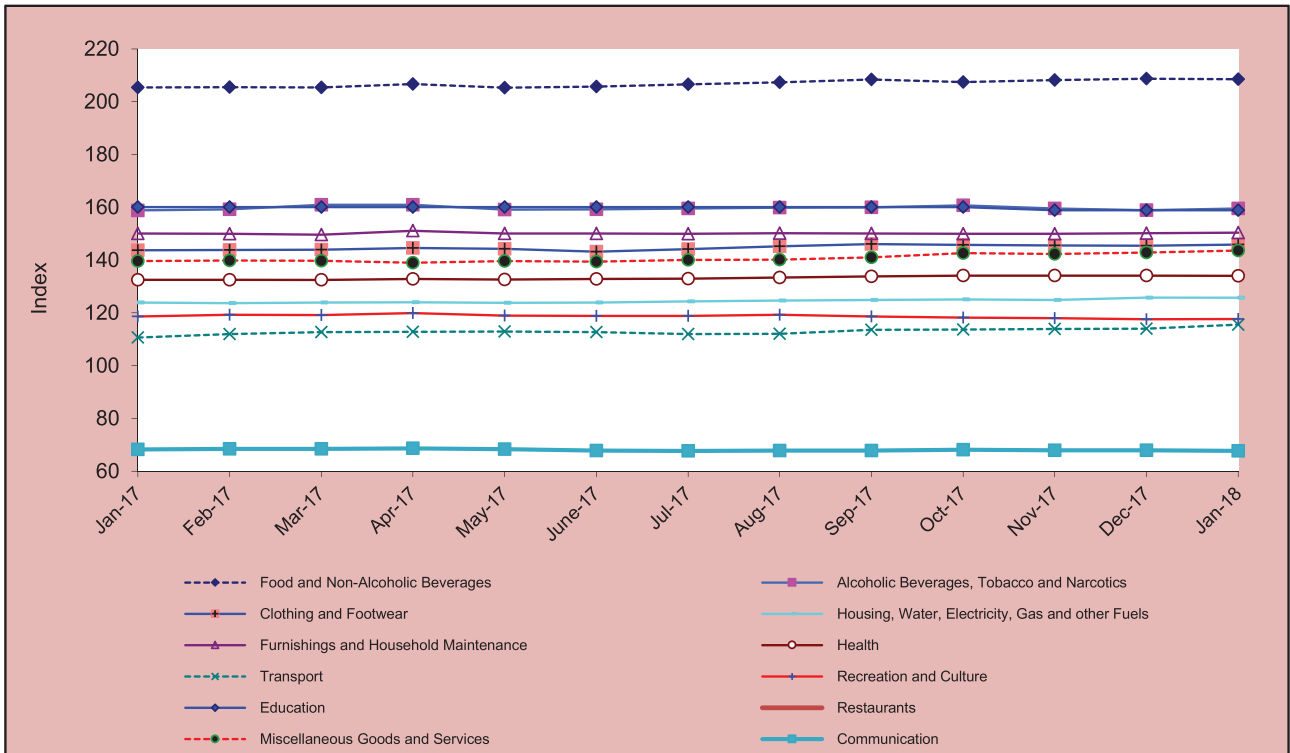 220
200
180
160
140
120
100
80
60
Index
Jan-17
Feb-17
Mar-17
Apr-17
May-17
June-17
Jul-17
Aug-17
Sep-17
Oct-17
Nov-17
Dec-17
Jan-18
Food and Non-Alcoholic Beverages
Alcoholic Beverages, Tobacco and Narcotics
Clothing and Footwear
Housing, Water, Electricity, Gas and other Fuels
Furnishings and Household Maintenance
Health
Transport
Recreation and Culture
Education
Restaurants
Miscellaneous Goods and Services
Communication